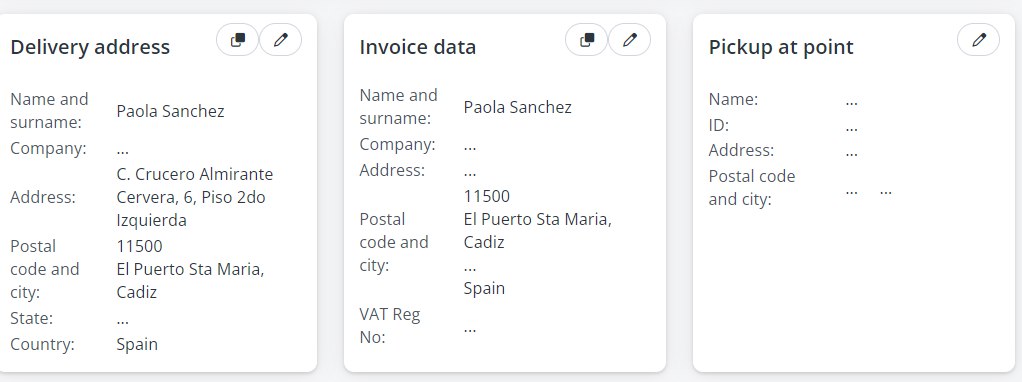 Delivery address
Name and
surname:
Paola Sanchez
Company:
...
Address:
C. Crucero Almirante
Cervera, 6, Piso 2do
Izquierda
Postal
code and
city:
11500
El Puerto Sta Maria,
Cadiz
State:
...
Country:
Spain
Invoice data
Name and
surname:
Paola Sanchez
Company:
...
Address:
...
Postal
code and
city:
11500
El Puerto Sta Maria,
Cadiz
...
Spain
VAT Reg
No:
...
Pickup at point
Name:
...
ID:
...
Address:
...
Postal code
and city:
... ...